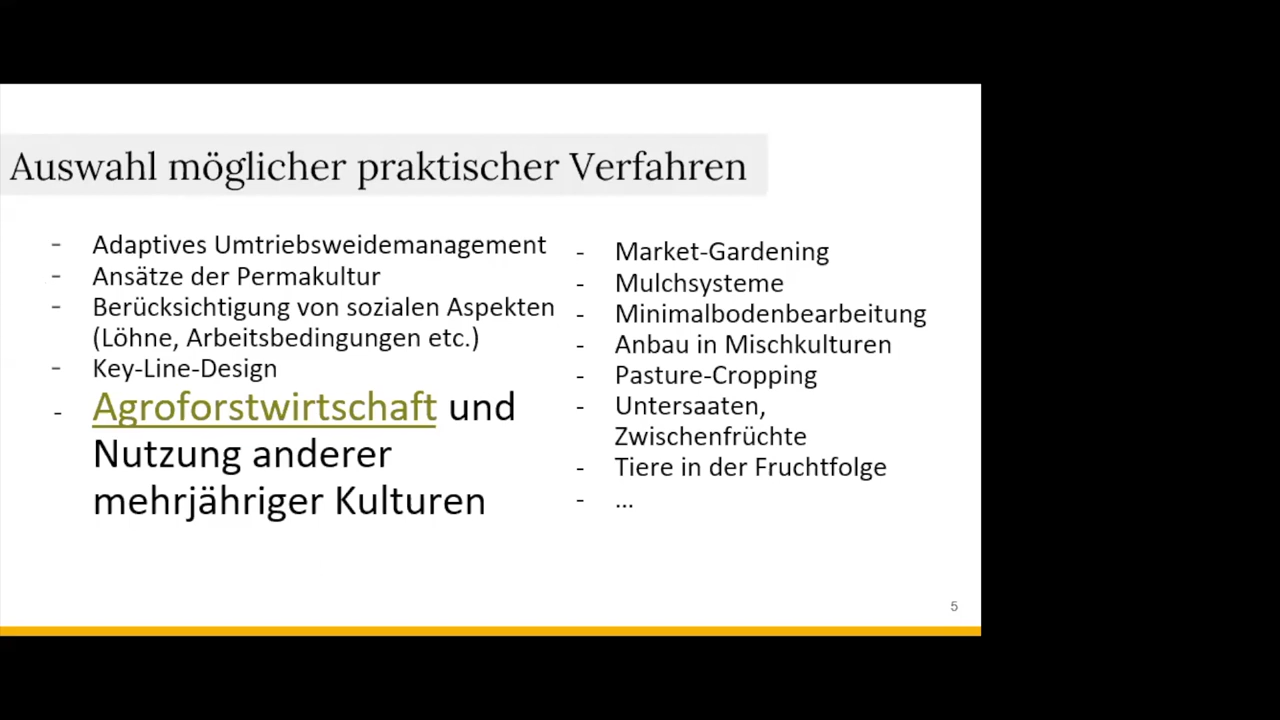 Auswahl möglicher praktischer Verfahren
- Adaptives Umtriebsweidemanagement
- Ansätze der Permakultur
- Berücksichtigung von sozialen Aspekten
(Löhne, Arbeitsbedingungen etc.)
- Key-Line-Design
- Agroforstwirtschaft und
Nutzung anderer
mehrjähriger Kulturen
- Market-Gardening
- Mulchsysteme
- Minimalbodenbearbeitung
- Anbau in Mischkulturen
- Pasture-Cropping
- Untersaaten,
Zwischenfrüchte
- Tiere in der Fruchtfolge
- ...
5